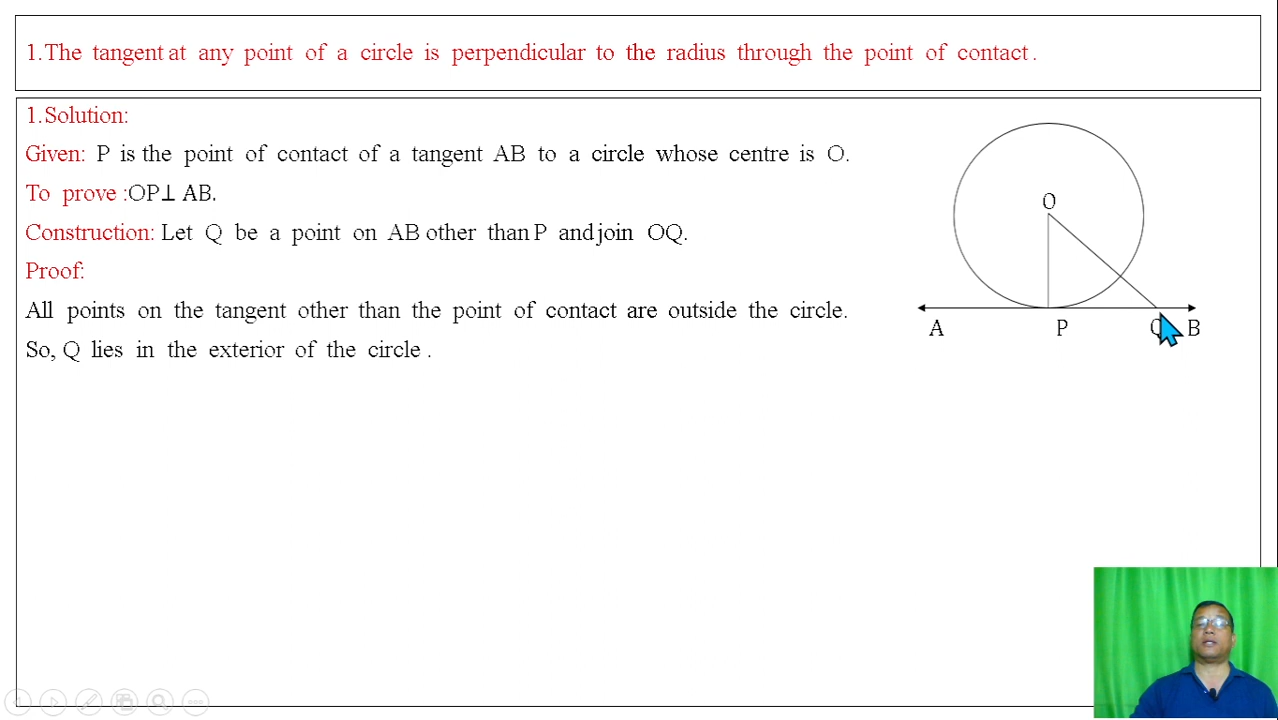 1.The tangent at any point of a circle is perpendicular to the radius through the point of contact .
1.Solution:
Given: P is the point of contact of a tangent AB to a circle whose centre is O.
To prove :OP⊥ AB.
Construction: Let Q be a point on AB other than P and join OQ.
Proof:
All points on the tangent other than the point of contact are outside the circle.
So, Q lies in the exterior of the circle .
O
A P Q B